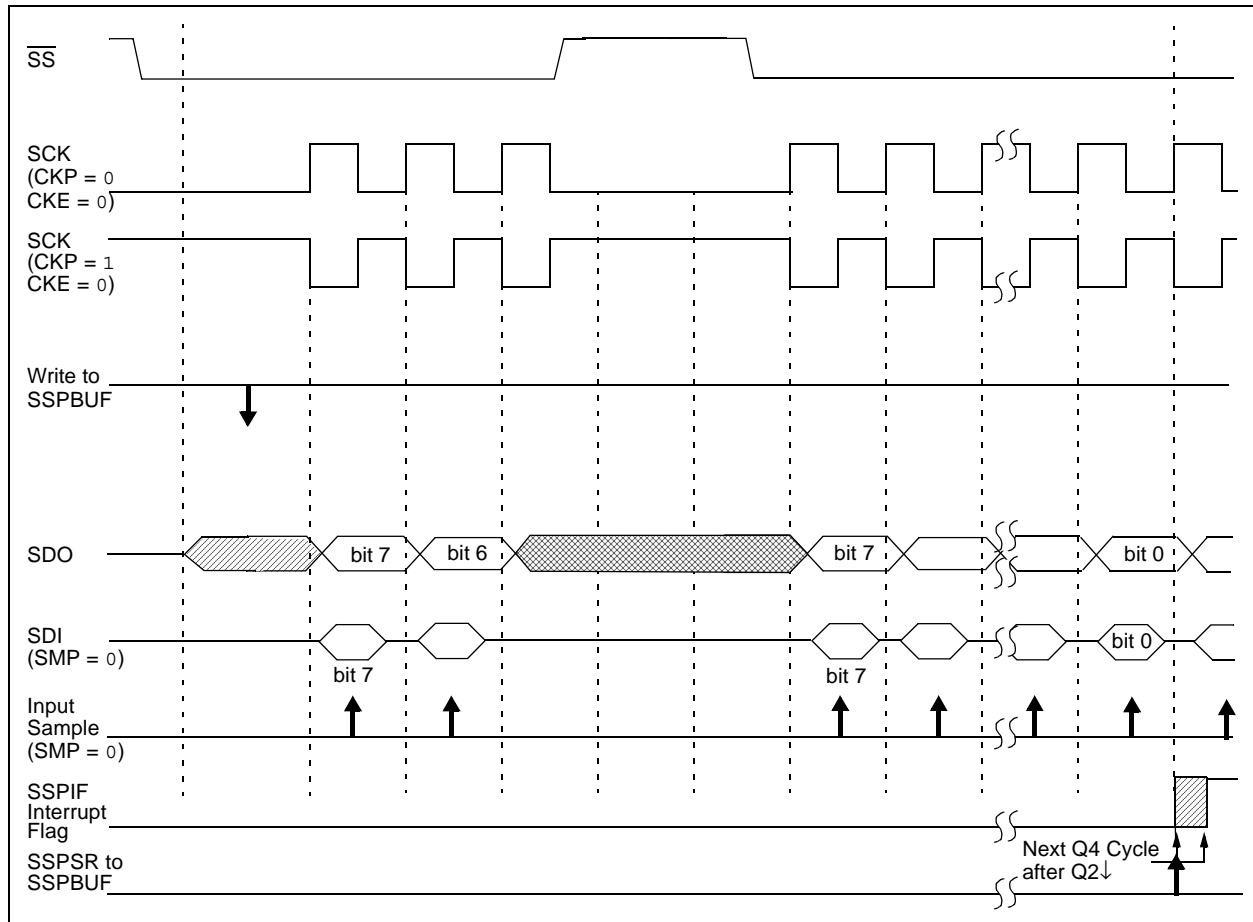 SS
SCK
(CKP = 0
CKE = 0)
SCK
(CKP = 1
CKE = 0)
Write to
SSPBUF
SDO
bit 7
bit 6
bit 7
bit 0
SDI
(SMP = 0)
bit 7
bit 7
bit 0
Input
Sample
(SMP = 0)
SSPIF
Interrupt
Flag
SSPSR to
SSPBUF
Next Q4 Cycle
after Q2↓